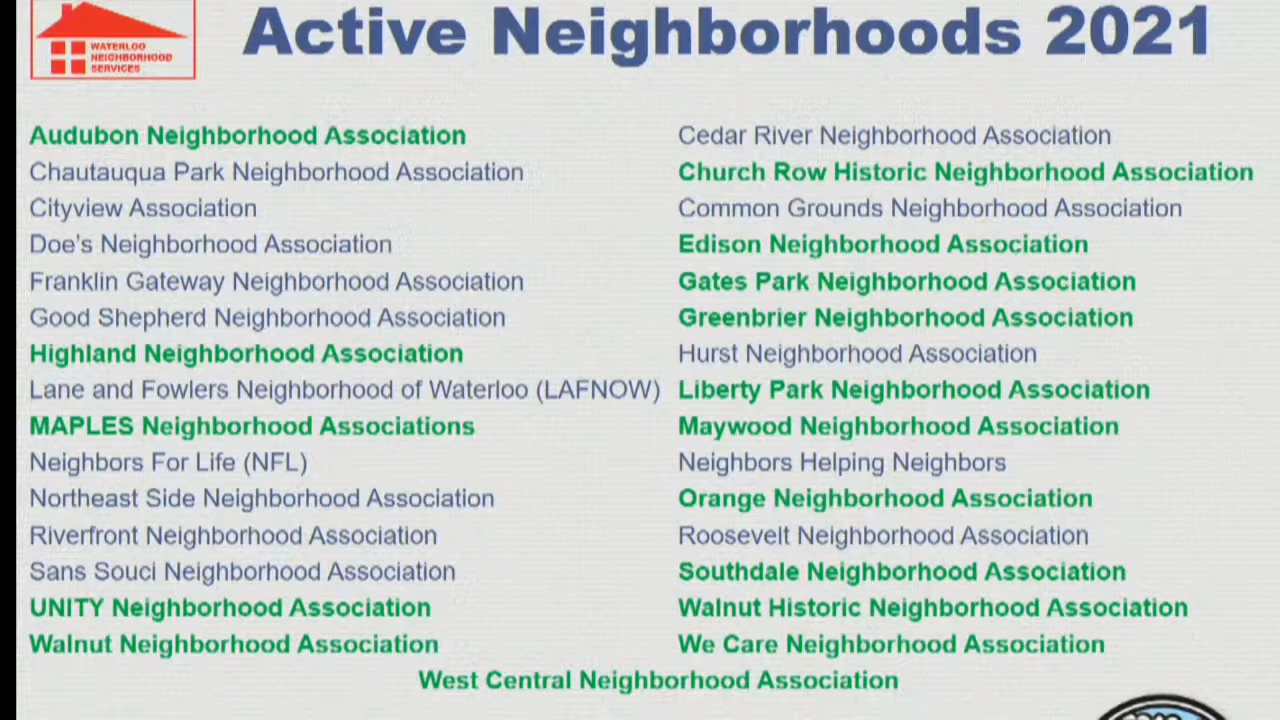 WATERLOO
NEIGHBORHOOD
SERVICES
Active Neighborhoods 2021
Audubon Neighborhood Association
Cedar River Neighborhood Association
Chautauqua Park Neighborhood Association
Church Row Historic Neighborhood Association
Cityview Association
Common Grounds Neighborhood Association
Doe's Neighborhood Association
Edison Neighborhood Association
Franklin Gateway Neighborhood Association
Gates Park Neighborhood Association
Good Shepherd Neighborhood Association
Greenbrier Neighborhood Association
Highland Neighborhood Association
Hurst Neighborhood Association
Lane and Fowlers Neighborhood of Waterloo (LAFNOW)
Liberty Park Neighborhood Association
MAPLES Neighborhood Associations
Maywood Neighborhood Association
Neighbors For Life (NFL)
Neighbors Helping Neighbors
Northeast Side Neighborhood Association
Orange Neighborhood Association
Riverfront Neighborhood Association
Roosevelt Neighborhood Association
Sans Souci Neighborhood Association
Southdale Neighborhood Association
UNITY Neighborhood Association
Walnut Historic Neighborhood Association
Walnut Neighborhood Association
We Care Neighborhood Association
West Central Neighborhood Association